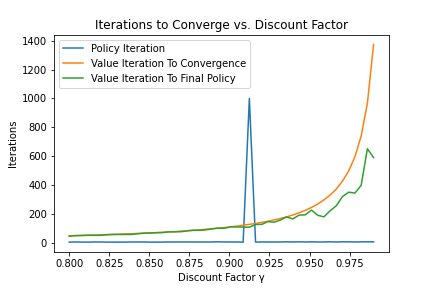 Iterations to Converge vs. Discount Factor
Policy Iteration
Value Iteration To Convergence
Value Iteration To Final Policy
Iterations
1400
1200
1000
800
600
400
200
0
0.800
0.825
0.850
0.875
0.900
0.925
0.950
0.975
Discount Factor γ